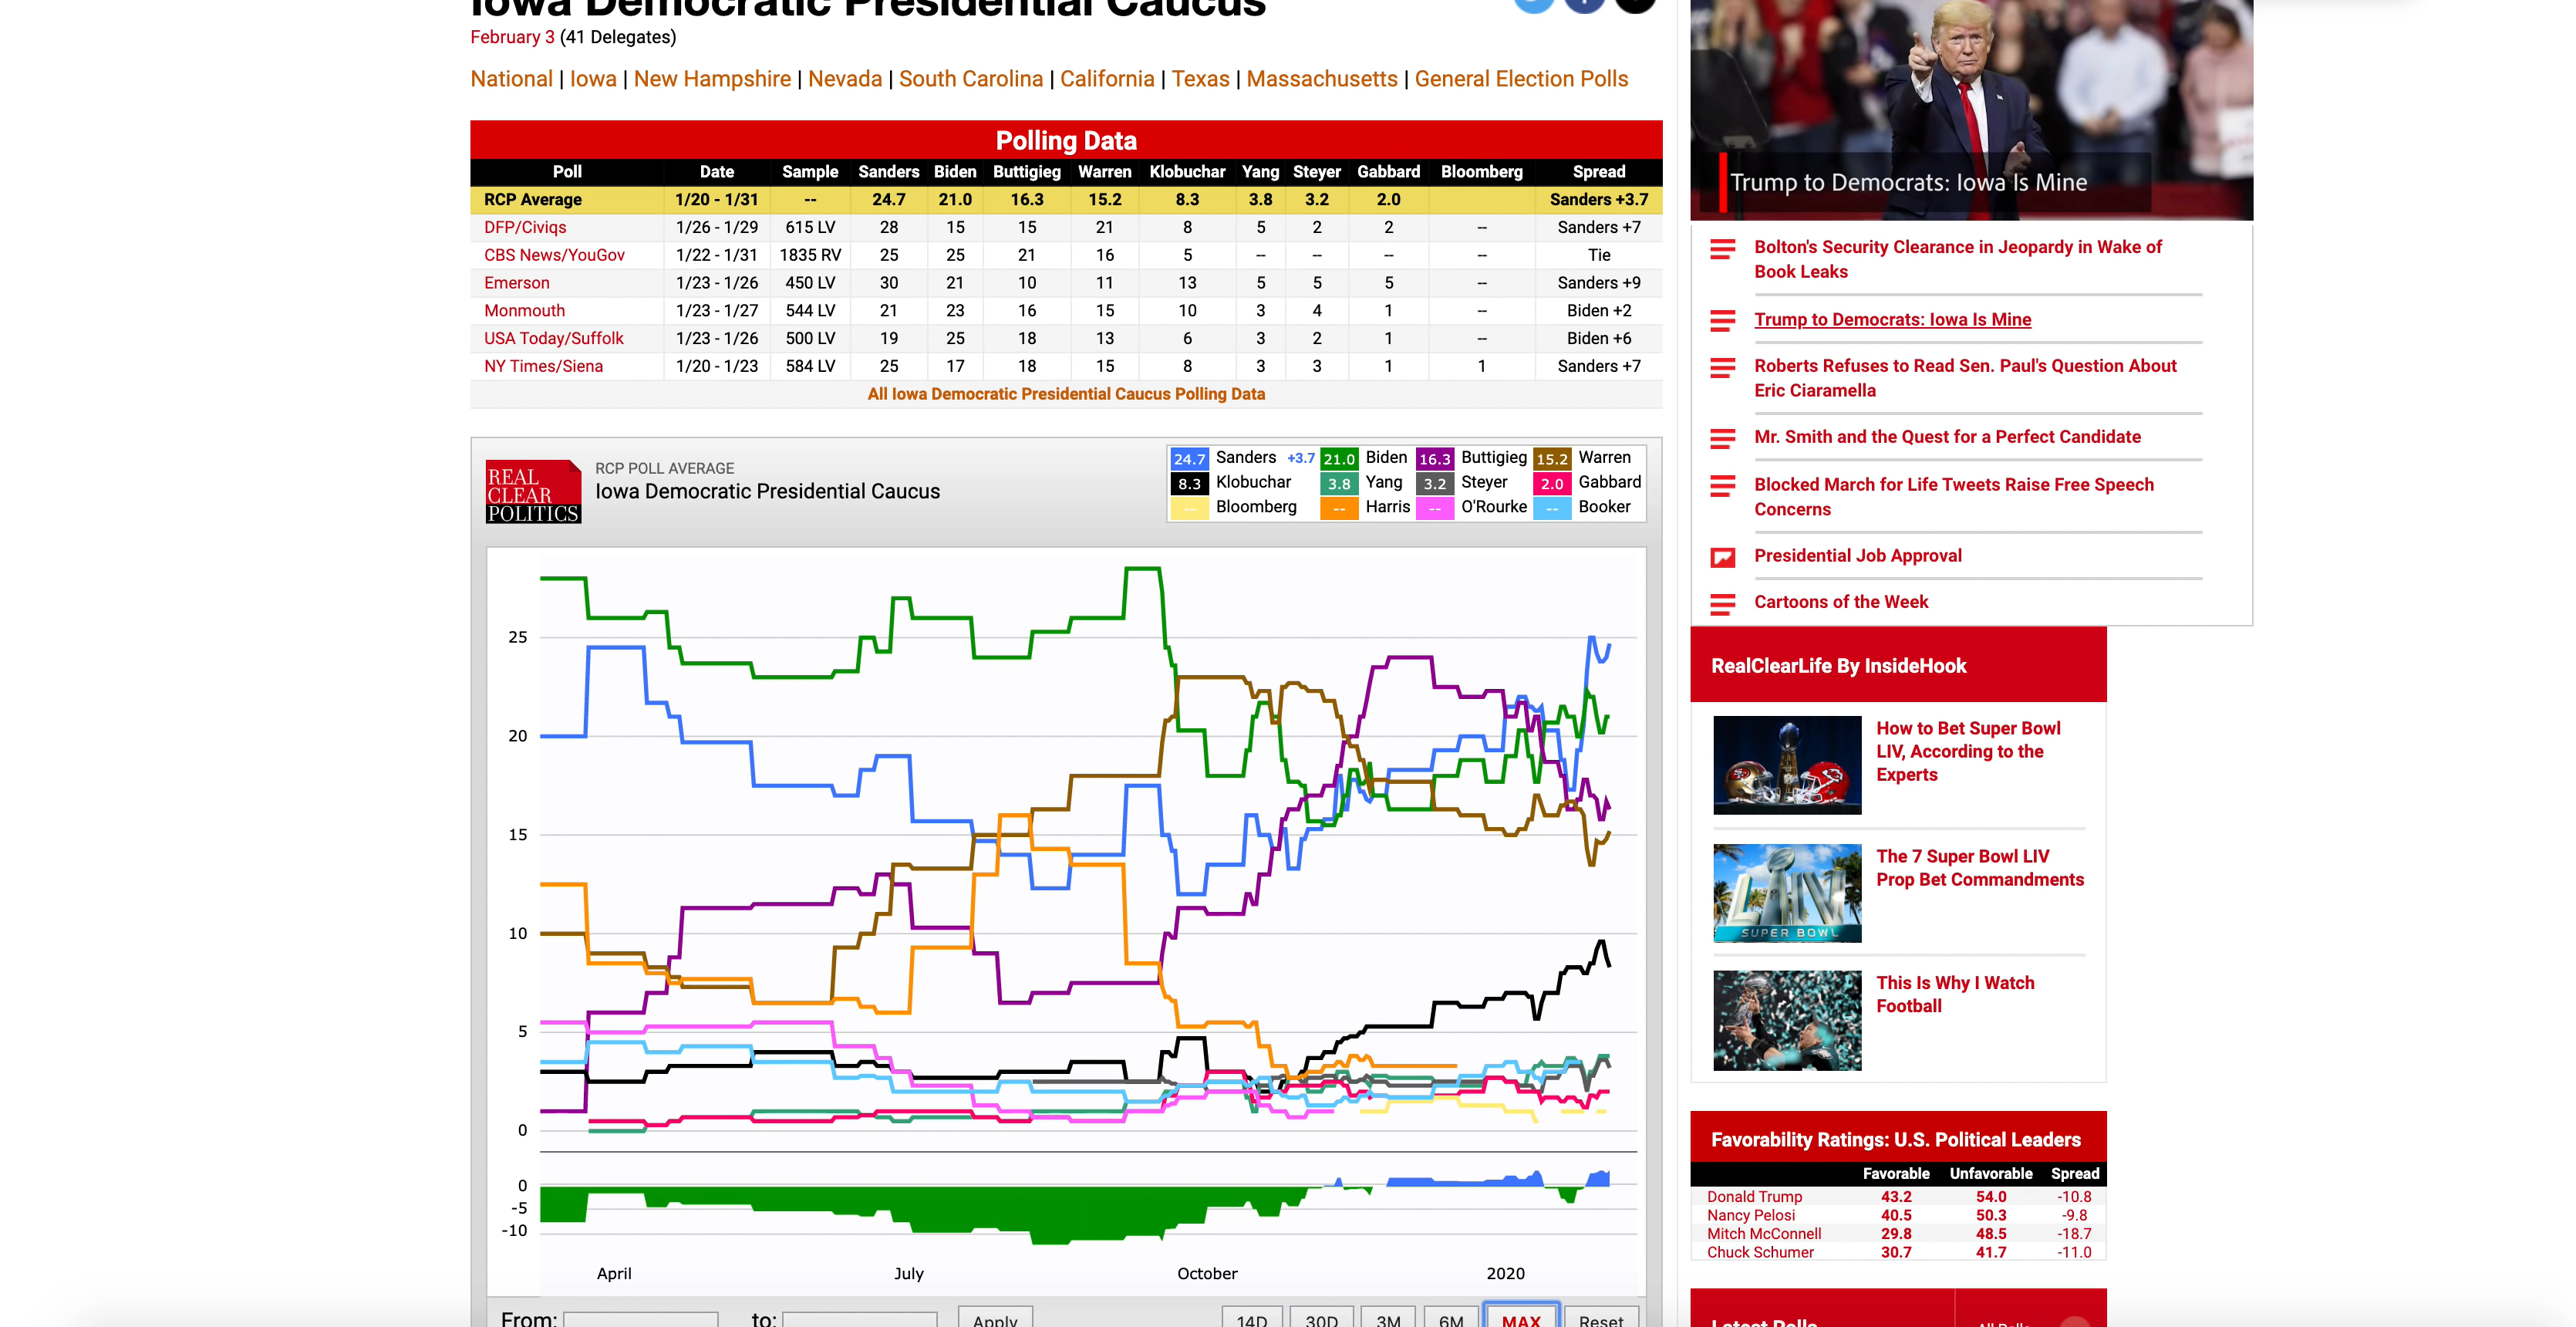 Iowa Democratic Presidential Caucus
February 3 (41 Delegates)
National | Iowa | New Hampshire | Nevada | South Carolina | California | Texas | Massachusetts | General Election Polls
Polling Data
Poll Date Sample Sanders Biden Buttigieg Warren Klobuchar Yang Steyer Gabbard Bloomberg Spread
RCP Average 1/20 - 1/31 -- 24.7 21.0 16.3 15.2 8.3 3.8 3.2 2.0 Sanders +3.7
DFP/Civiqs 1/26 - 1/29 615 LV 28 15 15 21 8 5 2 2 -- Sanders +7
CBS News/YouGov 1/22 - 1/31 1835 RV 25 25 21 16 5 -- -- -- -- Tie
Emerson 1/23 - 1/26 450 LV 30 21 10 11 13 5 5 5 -- Sanders +9
Monmouth 1/23 - 1/27 544 LV 21 23 16 15 10 3 4 1 -- Biden +2
USA Today/Suffolk 1/23 - 1/26 500 LV 19 25 18 13 6 3 2 1 -- Biden +6
NY Times/Siena 1/20 - 1/23 584 LV 25 17 18 15 8 3 3 1 1 Sanders +7
All Iowa Democratic Presidential Caucus Polling Data
REAL
CLEAR
POLITICS
RCP POLL AVERAGE
Iowa Democratic Presidential Caucus
24.7 Sanders +3.7 21.0 Biden 16.3 Buttigieg 15.2 Warren
8.3 Klobuchar 3.8 Yang 3.2 Steyer 2.0 Gabbard
-- Bloomberg -- Harris -- O'Rourke -- Booker
25
20
15
10
5
0
0
-5
-10
April July October 2020
From: to: Apply 14D 30D 3M 6M MAX Reset
Trump to Democrats: Iowa Is Mine
Bolton's Security Clearance in Jeopardy in Wake of
Book Leaks
Trump to Democrats: Iowa Is Mine
Roberts Refuses to Read Sen. Paul's Question About
Eric Ciaramella
Mr. Smith and the Quest for a Perfect Candidate
Blocked March for Life Tweets Raise Free Speech
Concerns
Presidential Job Approval
Cartoons of the Week
RealClearLife By InsideHook
How to Bet Super Bowl
LIV, According to the
Experts
LIV
SUPER BOWL
The 7 Super Bowl LIV
Prop Bet Commandments
This Is Why I Watch
Football
Favorability Ratings: U.S. Political Leaders
Favorable Unfavorable Spread
Donald Trump 43.2 54.0 -10.8
Nancy Pelosi 40.5 50.3 -9.8
Mitch McConnell 29.8 48.5 -18.7
Chuck Schumer 30.7 41.7 -11.0
Latest Polls All Polls